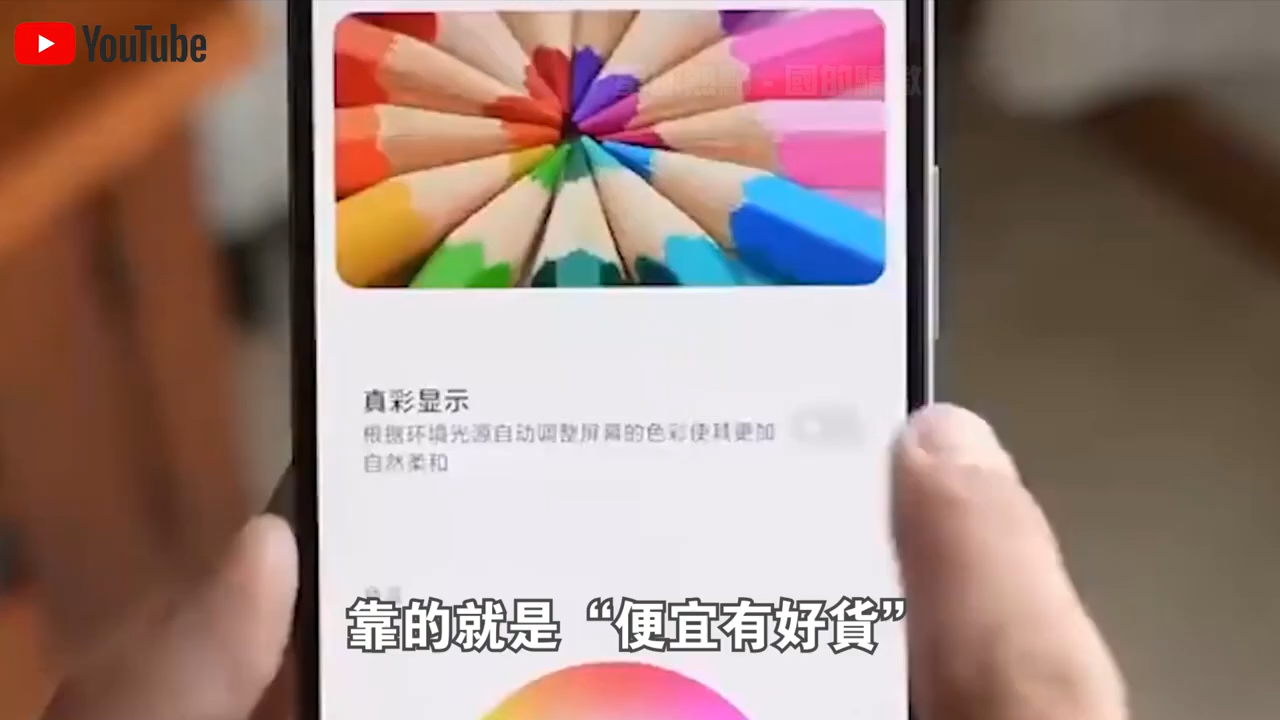 YouTube
真彩显示
根据环境光源自动调整屏幕的色彩使其更加
自然柔和
靠的就是“便宜有好貨”